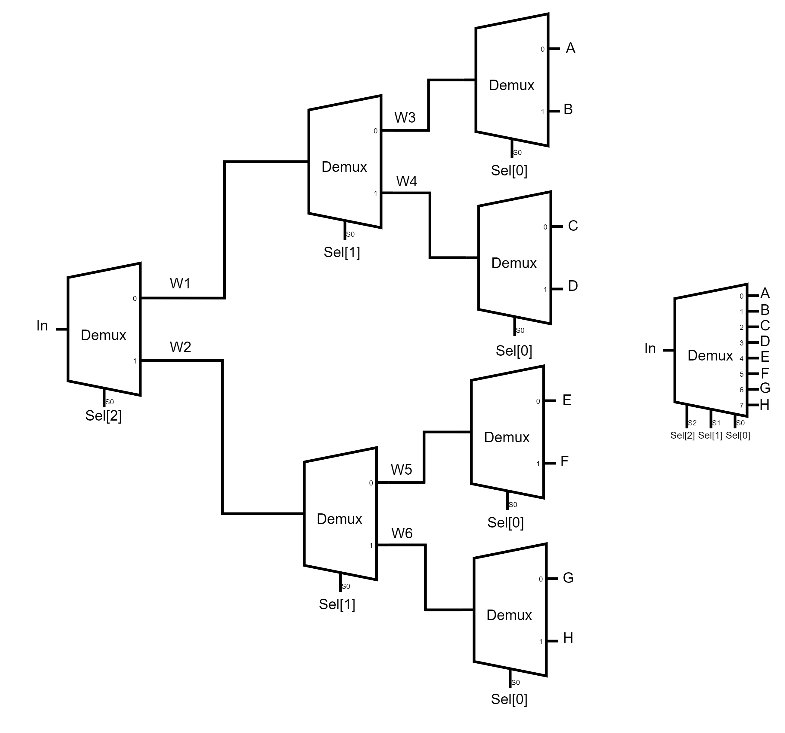 0 A
Demux
1 B
S0
Sel[0]
W3
0
Demux
W4
1
S0
Sel[1]
0 C
Demux
1 D
S0
Sel[0]
W1
0
In
Demux
W2
1
S0
Sel[2]
0 E
Demux
1 F
S0
Sel[0]
W5
0
Demux
W6
1
S0
Sel[1]
0 G
Demux
1 H
S0
Sel[0]
0 A
1 B
2 C
3 D
In
Demux
4 E
5 F
6 G
7 H
S2 S1 S0
Sel[2] Sel[1] Sel[0]